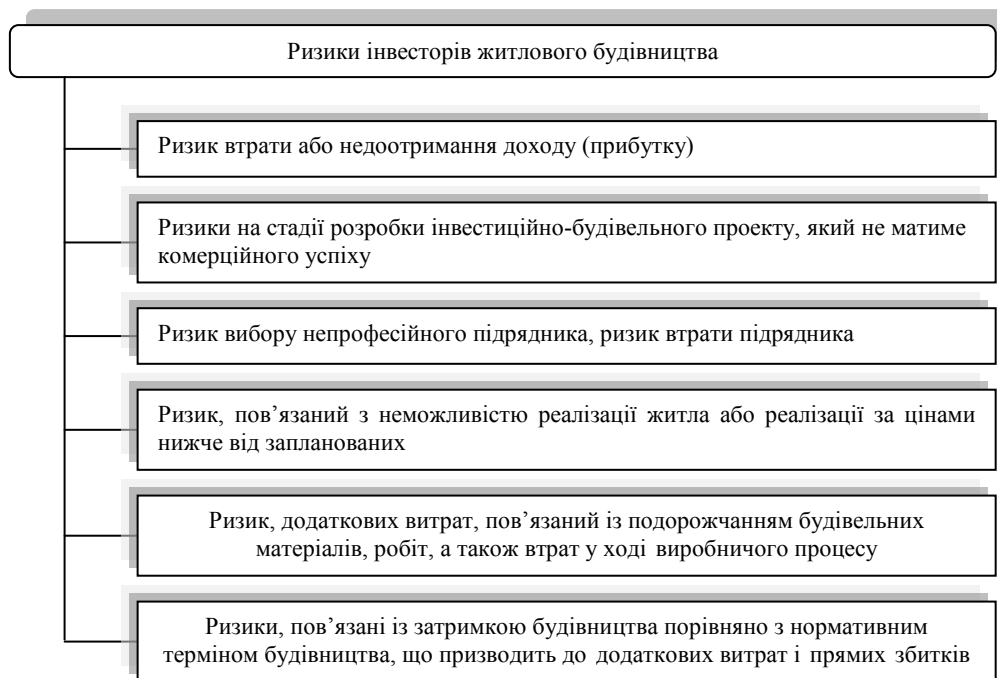 Ризики інвесторів житлового будівництва
Ризик втрати або недоотримання доходу (прибутку)
Ризики на стадії розробки інвестиційно-будівельного проекту, який не матиме
комерційного успіху
Ризик вибору непрофесійного підрядника, ризик втрати підрядника
Ризик, пов’язаний з неможливістю реалізації житла або реалізації за цінами
нижче від запланованих
Ризик, додаткових витрат, пов’язаний із подорожчанням будівельних
матеріалів, робіт, а також втрат у ході виробничого процесу
Ризики, пов’язані із затримкою будівництва порівняно з нормативним
терміном будівництва, що призводить до додаткових витрат і прямих збитків